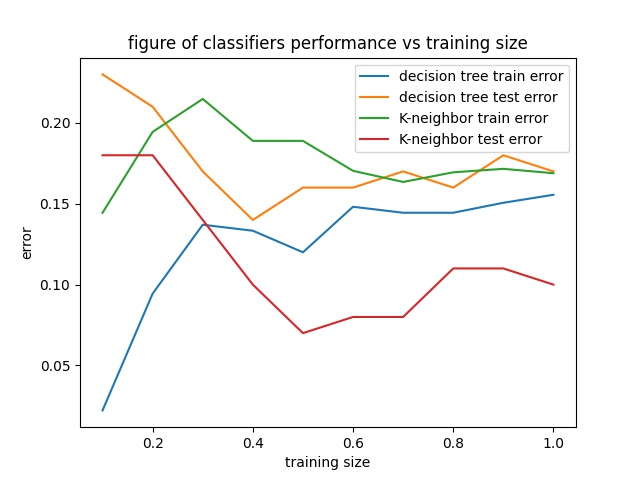 figure of classifiers performance vs training size
decision tree train error
decision tree test error
K-neighbor train error
K-neighbor test error
error
0.20
0.15
0.10
0.05
0.2 0.4 0.6 0.8 1.0
training size